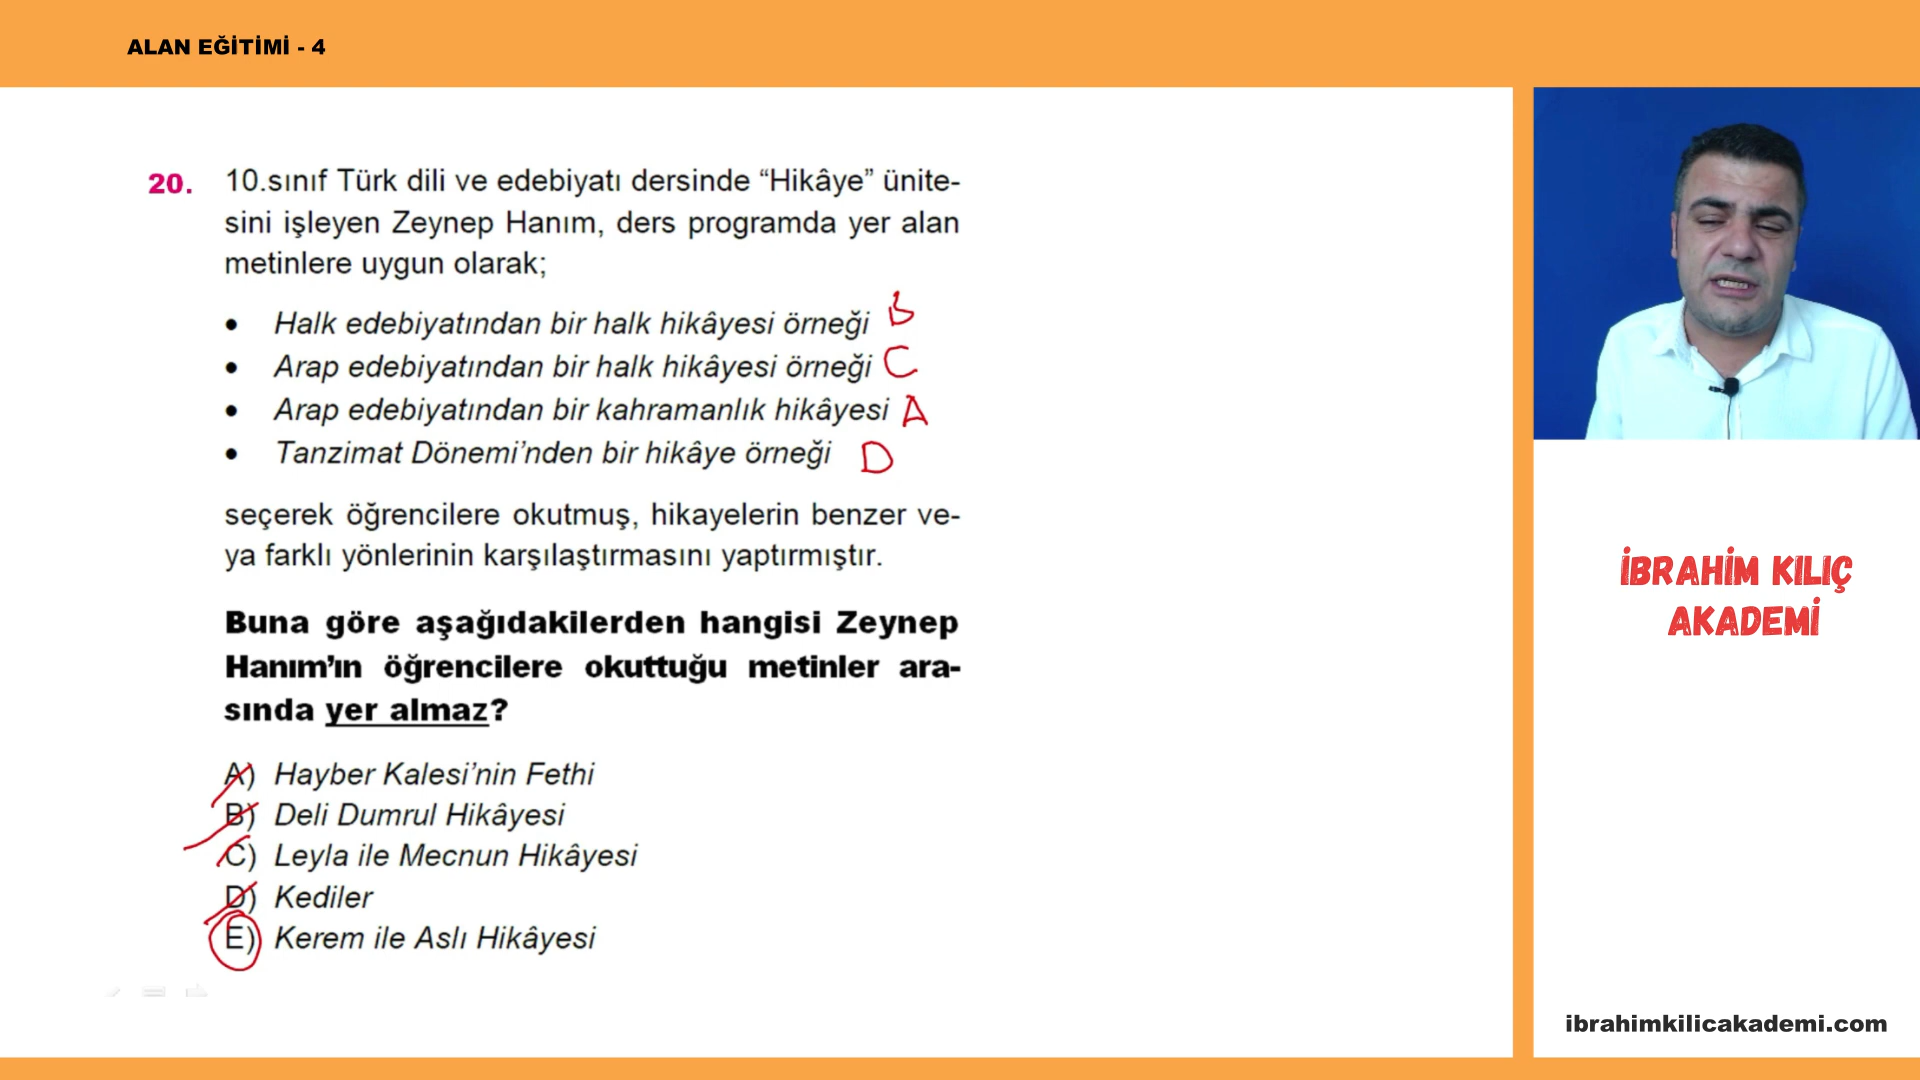 ALAN EĞİTİMİ - 4
20. 10.sınıf Türk dili ve edebiyatı dersinde “Hikâye” ünite-
sini işleyen Zeynep Hanım, ders programda yer alan
metinlere uygun olarak;
• Halk edebiyatından bir halk hikâyesi örneği B
• Arap edebiyatından bir halk hikâyesi örneği C
• Arap edebiyatından bir kahramanlık hikâyesi A
• Tanzimat Dönemi’nden bir hikâye örneği D
seçerek öğrencilere okutmuş, hikayelerin benzer ve-
ya farklı yönlerinin karşılaştırmasını yaptırmıştır.
Buna göre aşağıdakilerden hangisi Zeynep
Hanım’ın öğrencilere okuttuğu metinler ara-
sında yer almaz?
A) Hayber Kalesi’nin Fethi
B) Deli Dumrul Hikâyesi
C) Leyla ile Mecnun Hikâyesi
D) Kediler
E) Kerem ile Aslı Hikâyesi
İBRAHİM KILIÇ
AKADEMİ
ibrahimkilicakademi.com